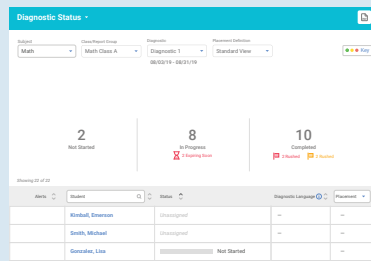 Diagnostic Status
Subject Class/Report Group Diagnostic Placement Definition
Math Math Class A Diagnostic 1 Standard View Key
08/03/19 - 08/31/19
2 8 10
Not Started In Progress Completed
2 Expiring Soon 2 Rushed 2 Rushed
Showing 22 of 22
Alerts Student Status Diagnostic Language Placement
Kimball, Emerson Unassigned – –
Smith, Michael Unassigned – –
Gonzalez, Lisa Not Started – –